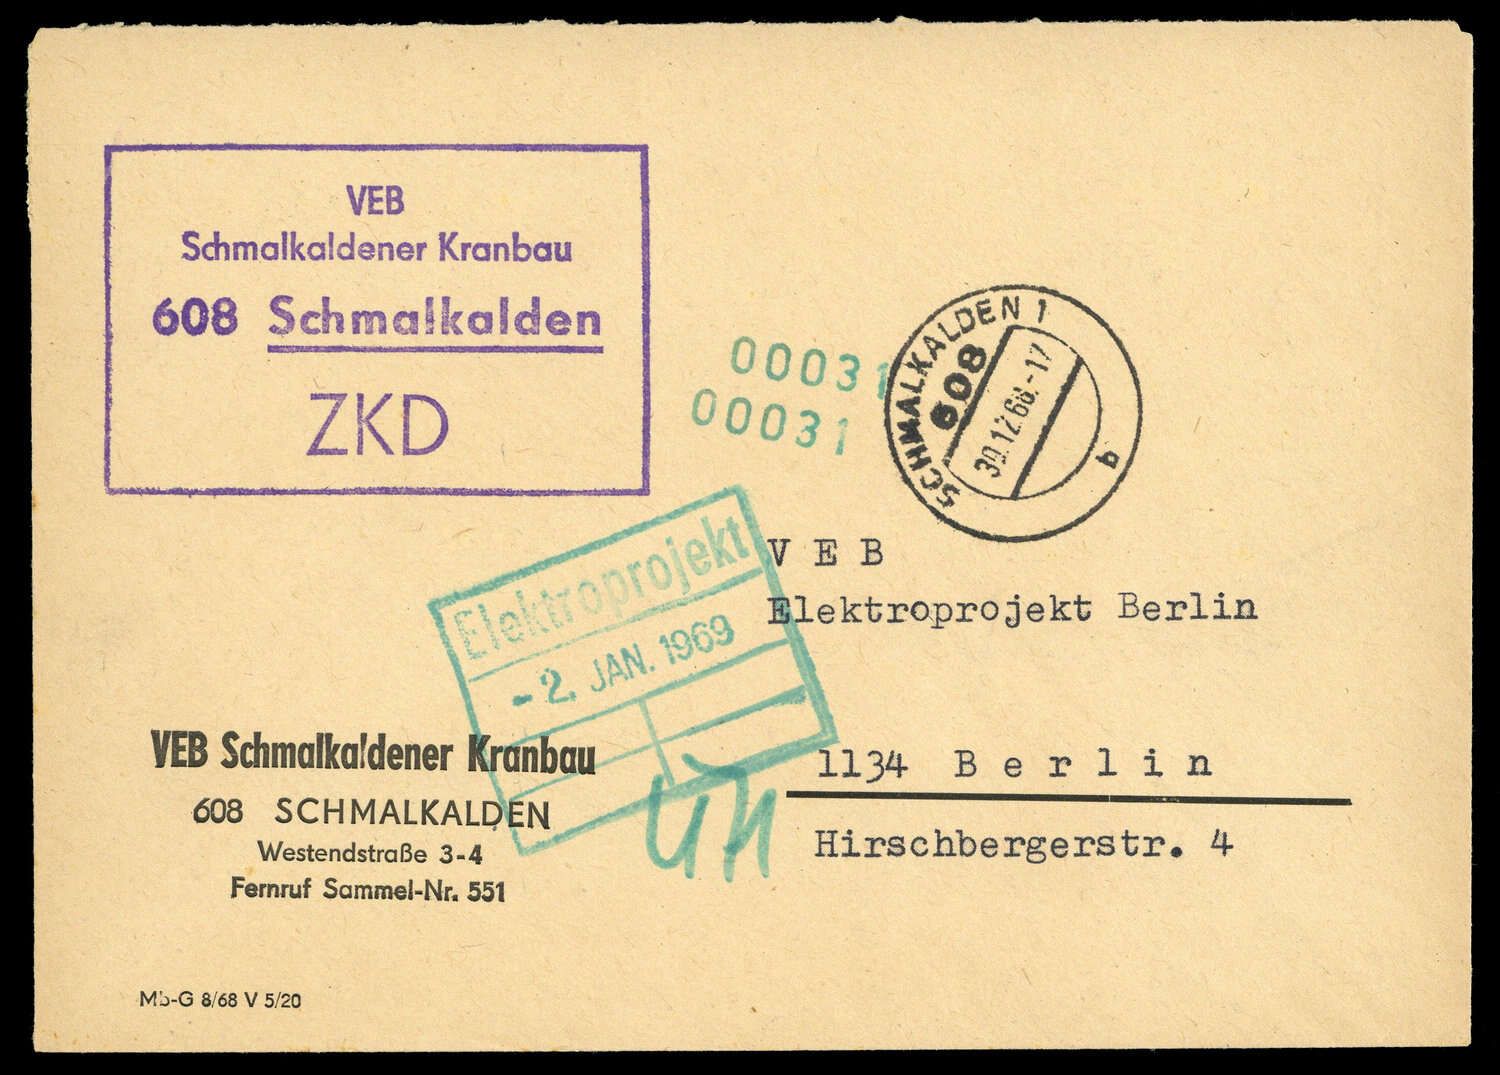 VEB
Schmalkaldener Kranbau
608 Schmalkalden
ZKD
00031
00031
SCHMALKALDEN 1
608
30.12.68.-17
b
Elektroprojekt
-2. JAN. 1969
V E B
Elektroprojekt Berlin
1134 B e r l i n
Hirschbergerstr. 4
VEB Schmalkaldener Kranbau
608 SCHMALKALDEN
Westendstraße 3-4
Fernruf Sammel-Nr. 551
Mb-G 8/68 V 5/20